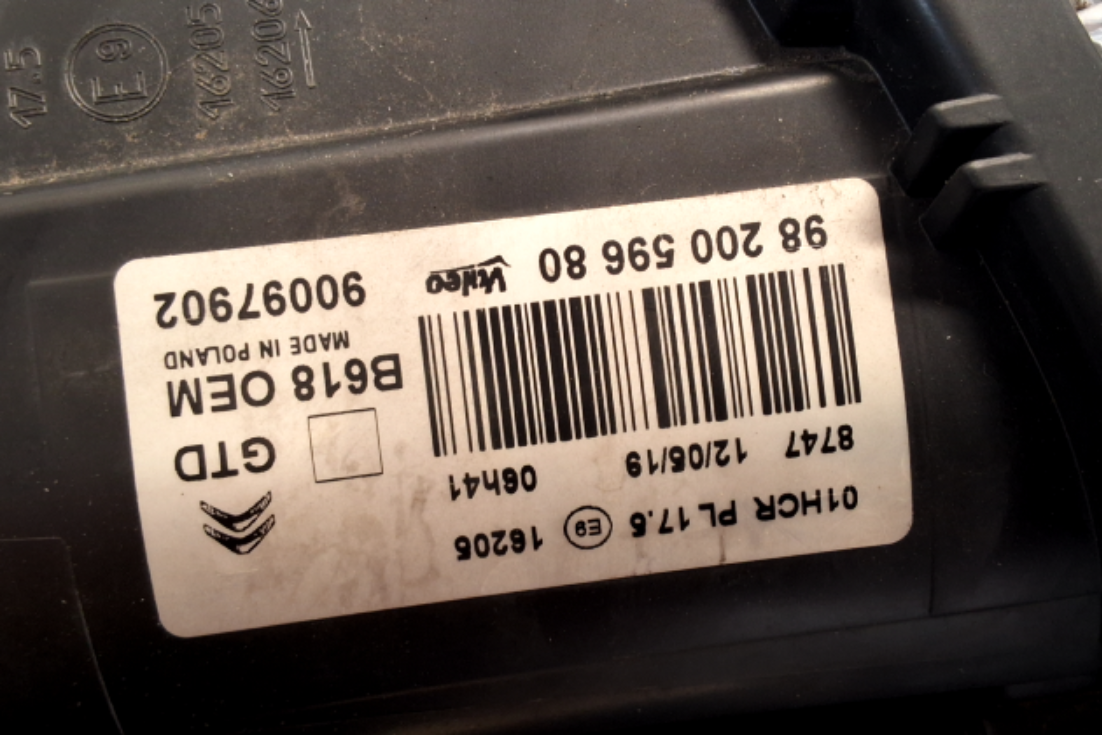 01HCR PL 17.5 E9 16205
8747 12/05/19 06h41
98 200 596 80 Valeo
GTD
B618 OEM
MADE IN POLAND
90097902
17.5
E9
16205
16206